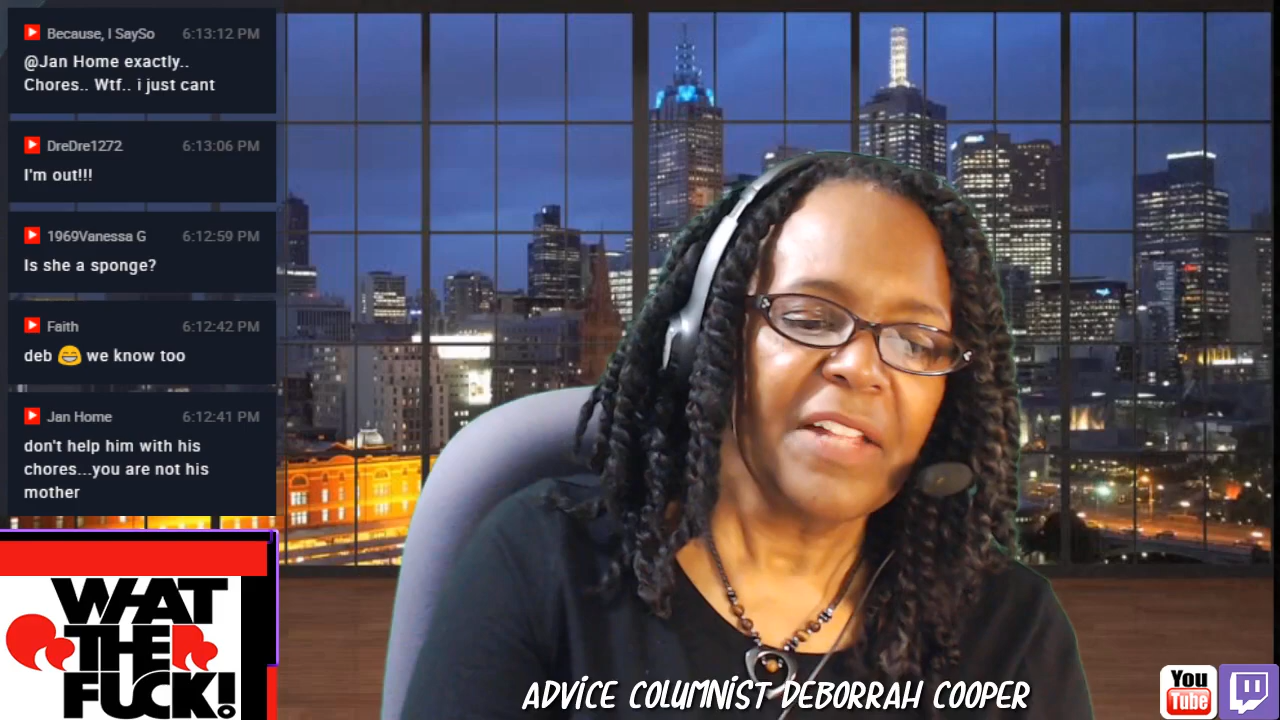 Because, I SaySo 6:13:12 PM
@Jan Home exactly..
Chores.. Wtf.. i just cant
DreDre1272 6:13:06 PM
I'm out!!!
1969Vanessa G 6:12:59 PM
Is she a sponge?
Faith 6:12:42 PM
deb 😄 we know too
Jan Home 6:12:41 PM
don't help him with his
chores...you are not his
mother
WHAT
THE
FUCK!
ADVICE COLUMNIST DEBORRAH COOPER
You
Tube